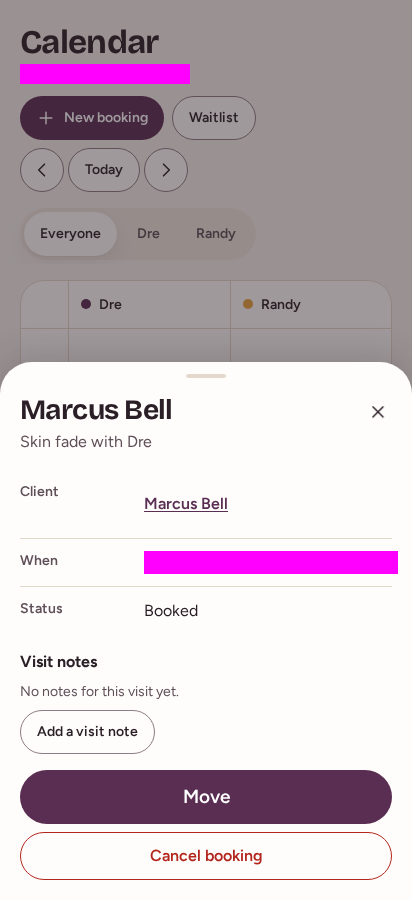 Calendar
New booking
Waitlist
Today
Everyone
Dre
Randy
Dre
Randy
Marcus Bell
Skin fade with Dre
Client
Marcus Bell
When
Status
Booked
Visit notes
No notes for this visit yet.
Add a visit note
Move
Cancel booking